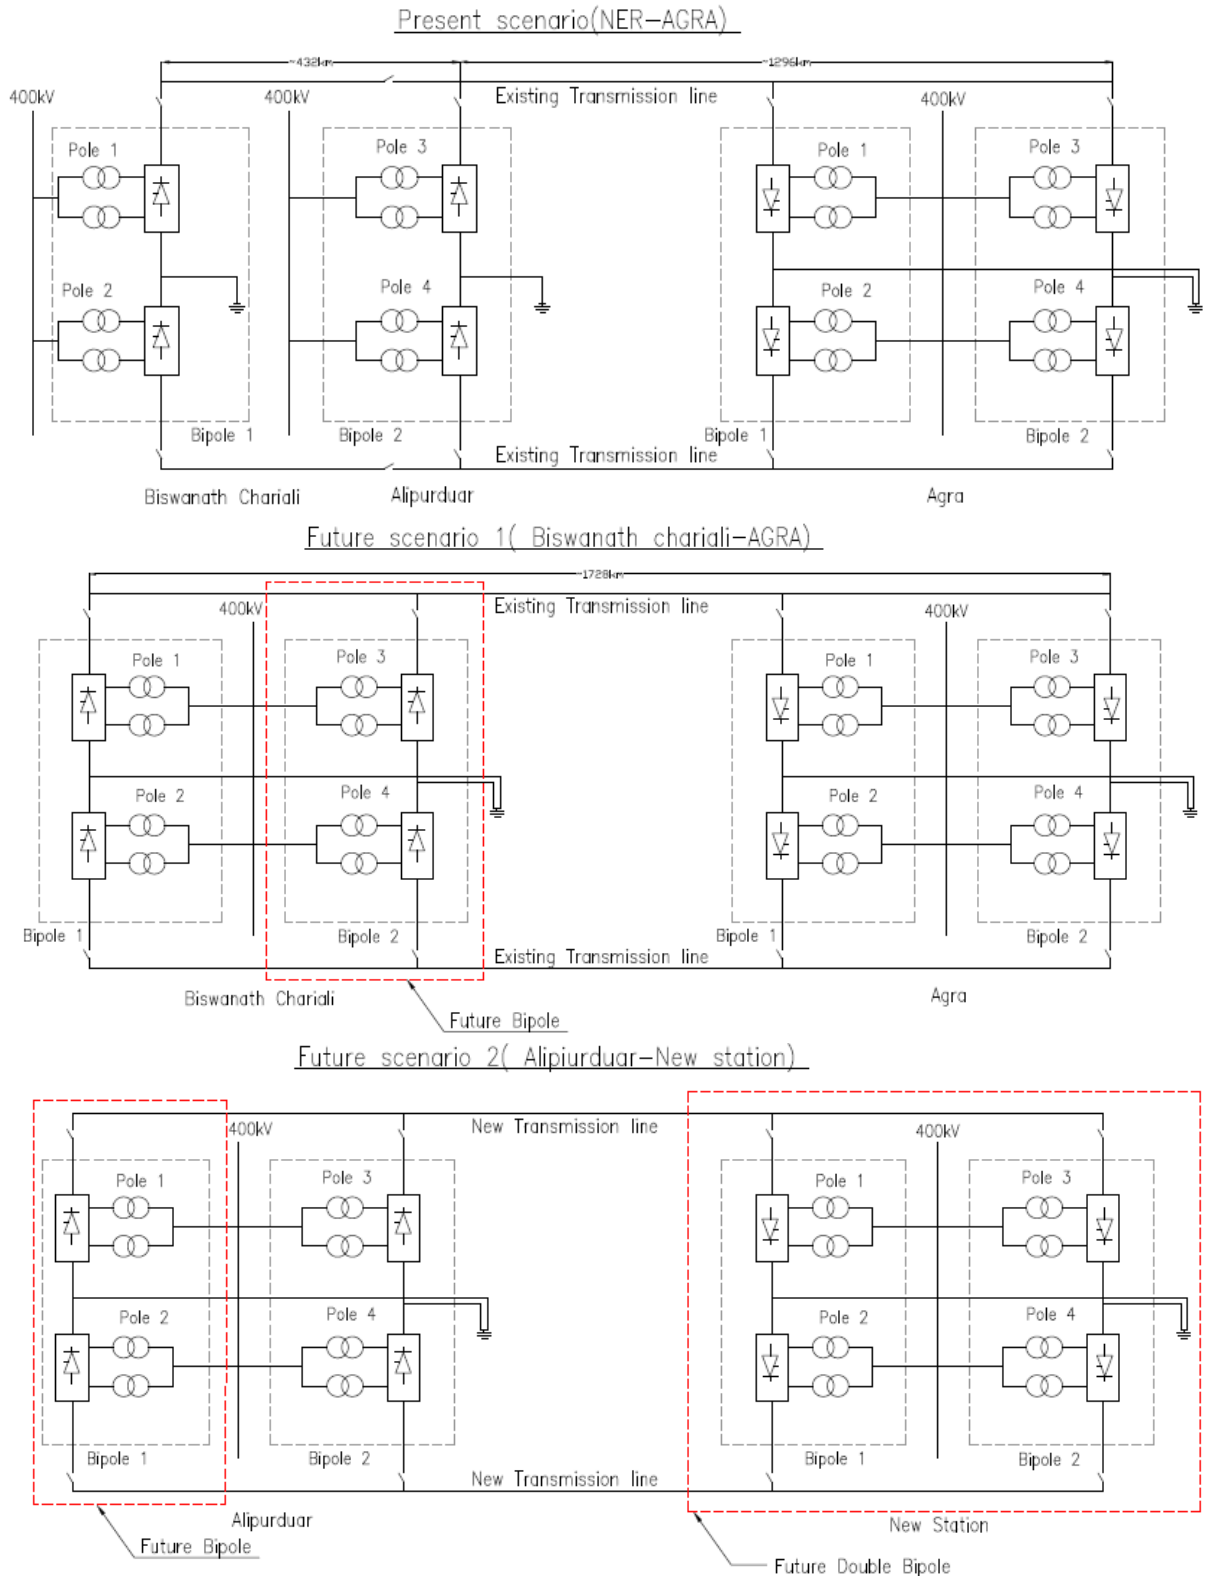 Present scenario(NER-AGRA)
~432km
~1296km
400kV
400kV
Existing Transmission line
400kV
Pole 1
Pole 3
Pole 1
Pole 3
Pole 2
Pole 4
Pole 2
Pole 4
Bipole 1
Bipole 2
Bipole 1
Bipole 2
Existing Transmission line
Biswanath Chariali
Alipurduar
Agra
Future scenario 1( Biswanath chariali-AGRA)
~1728km
400kV
Existing Transmission line
400kV
Pole 1
Pole 3
Pole 1
Pole 3
Pole 2
Pole 4
Pole 2
Pole 4
Bipole 1
Bipole 2
Bipole 1
Bipole 2
Existing Transmission line
Biswanath Chariali
Agra
Future Bipole
Future scenario 2( Alipiurduar-New station)
400kV
New Transmission line
400kV
Pole 1
Pole 3
Pole 1
Pole 3
Pole 2
Pole 4
Pole 2
Pole 4
Bipole 1
Bipole 2
Bipole 1
Bipole 2
New Transmission line
Alipurduar
New Station
Future Bipole
Future Double Bipole